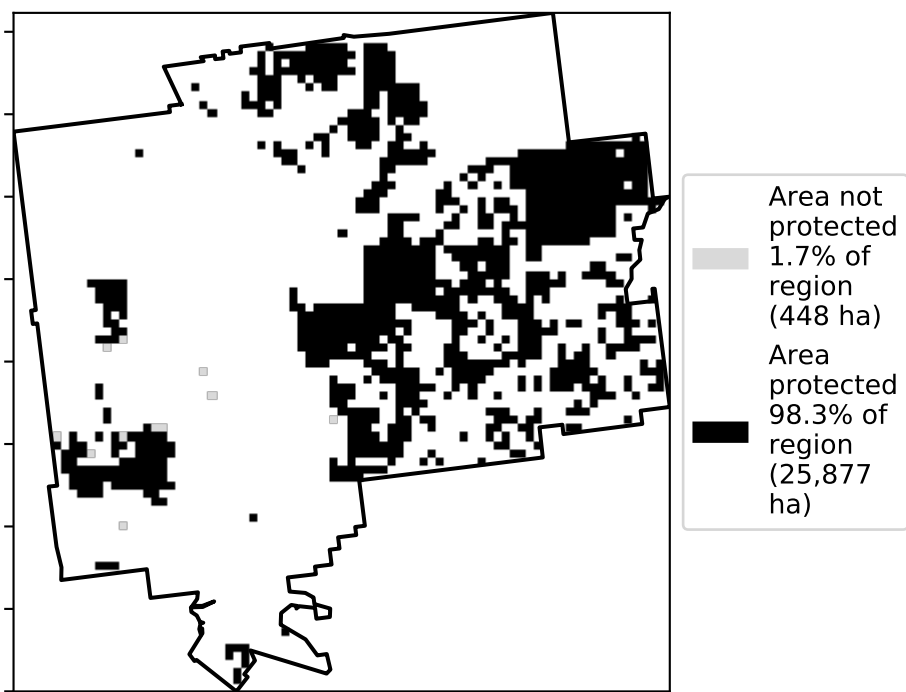 Area not
protected
1.7% of
region
(448 ha)
Area
protected
98.3% of
region
(25,877
ha)